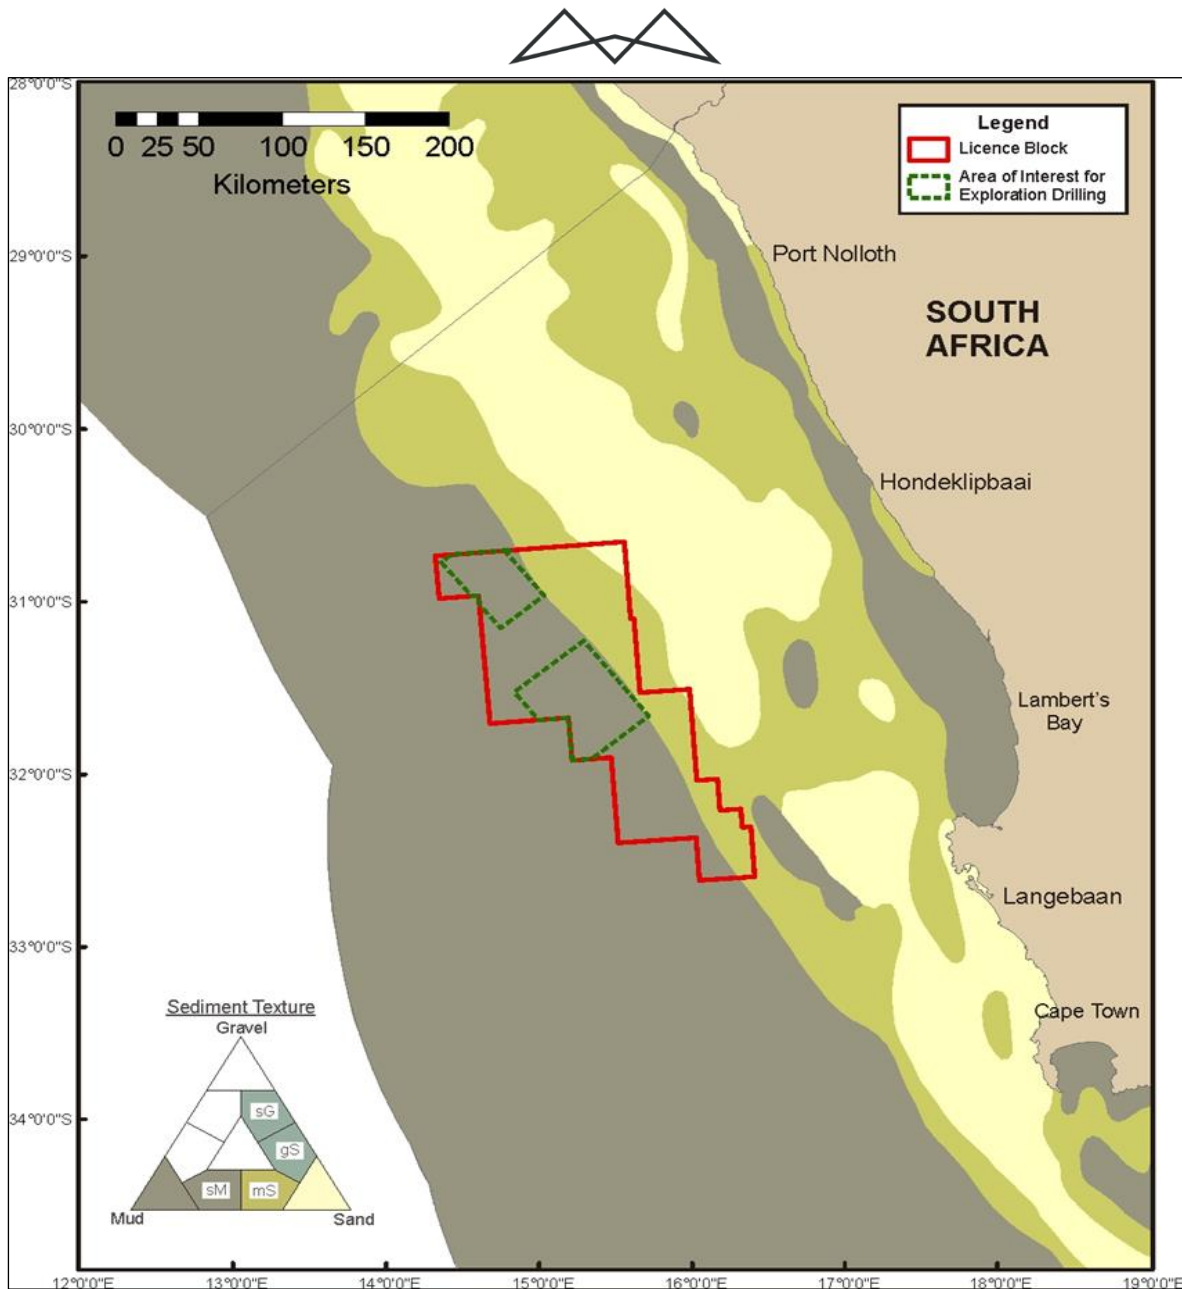 28°0'0"S
0 25 50 100 150 200
Kilometers
Legend
Licence Block
Area of Interest for
Exploration Drilling
29°0'0"S
Port Nolloth
SOUTH
AFRICA
30°0'0"S
Hondeklipbaai
31°0'0"S
Lambert's
Bay
32°0'0"S
Langebaan
33°0'0"S
Sediment Texture
Gravel
Cape Town
sG
34°0'0"S
gS
sM mS
Mud Sand
12°0'0"E 13°0'0"E 14°0'0"E 15°0'0"E 16°0'0"E 17°0'0"E 18°0'0"E 19°0'0"E